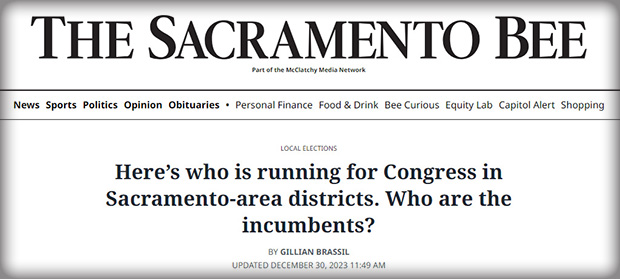 THE SACRAMENTO BEE
Part of the McClatchy Media Network
News Sports Politics Opinion Obituaries • Personal Finance Food & Drink Bee Curious Equity Lab Capitol Alert Shopping
LOCAL ELECTIONS
Here’s who is running for Congress in
Sacramento-area districts. Who are the
incumbents?
BY GILLIAN BRASSIL
UPDATED DECEMBER 30, 2023 11:49 AM